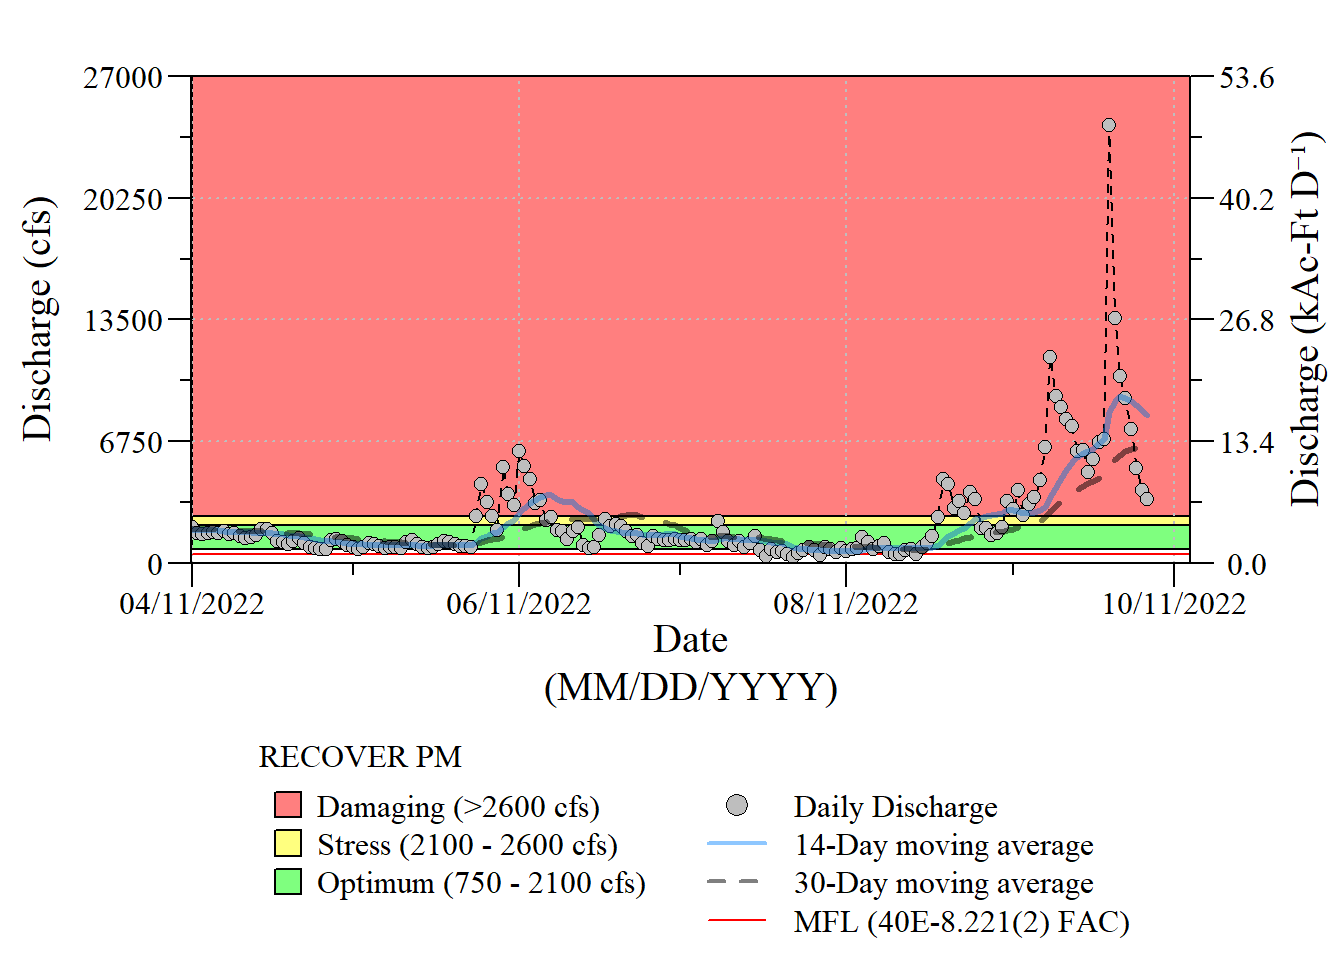 27000
20250
13500
6750
0
53.6
40.2
26.8
13.4
0.0
Discharge (cfs)
Discharge (kAc-Ft D⁻¹)
04/11/2022
06/11/2022
08/11/2022
10/11/2022
Date
(MM/DD/YYYY)
RECOVER PM
Damaging (>2600 cfs)
Stress (2100 - 2600 cfs)
Optimum (750 - 2100 cfs)
Daily Discharge
14-Day moving average
30-Day moving average
MFL (40E-8.221(2) FAC)